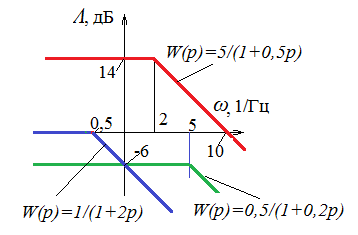 Λ, дБ
W(p)=5/(1+0,5p)
14
ω, 1/Гц
0,5
2
5
10
-6
W(p)=1/(1+2p)
W(p)=0,5/(1+0,2p)